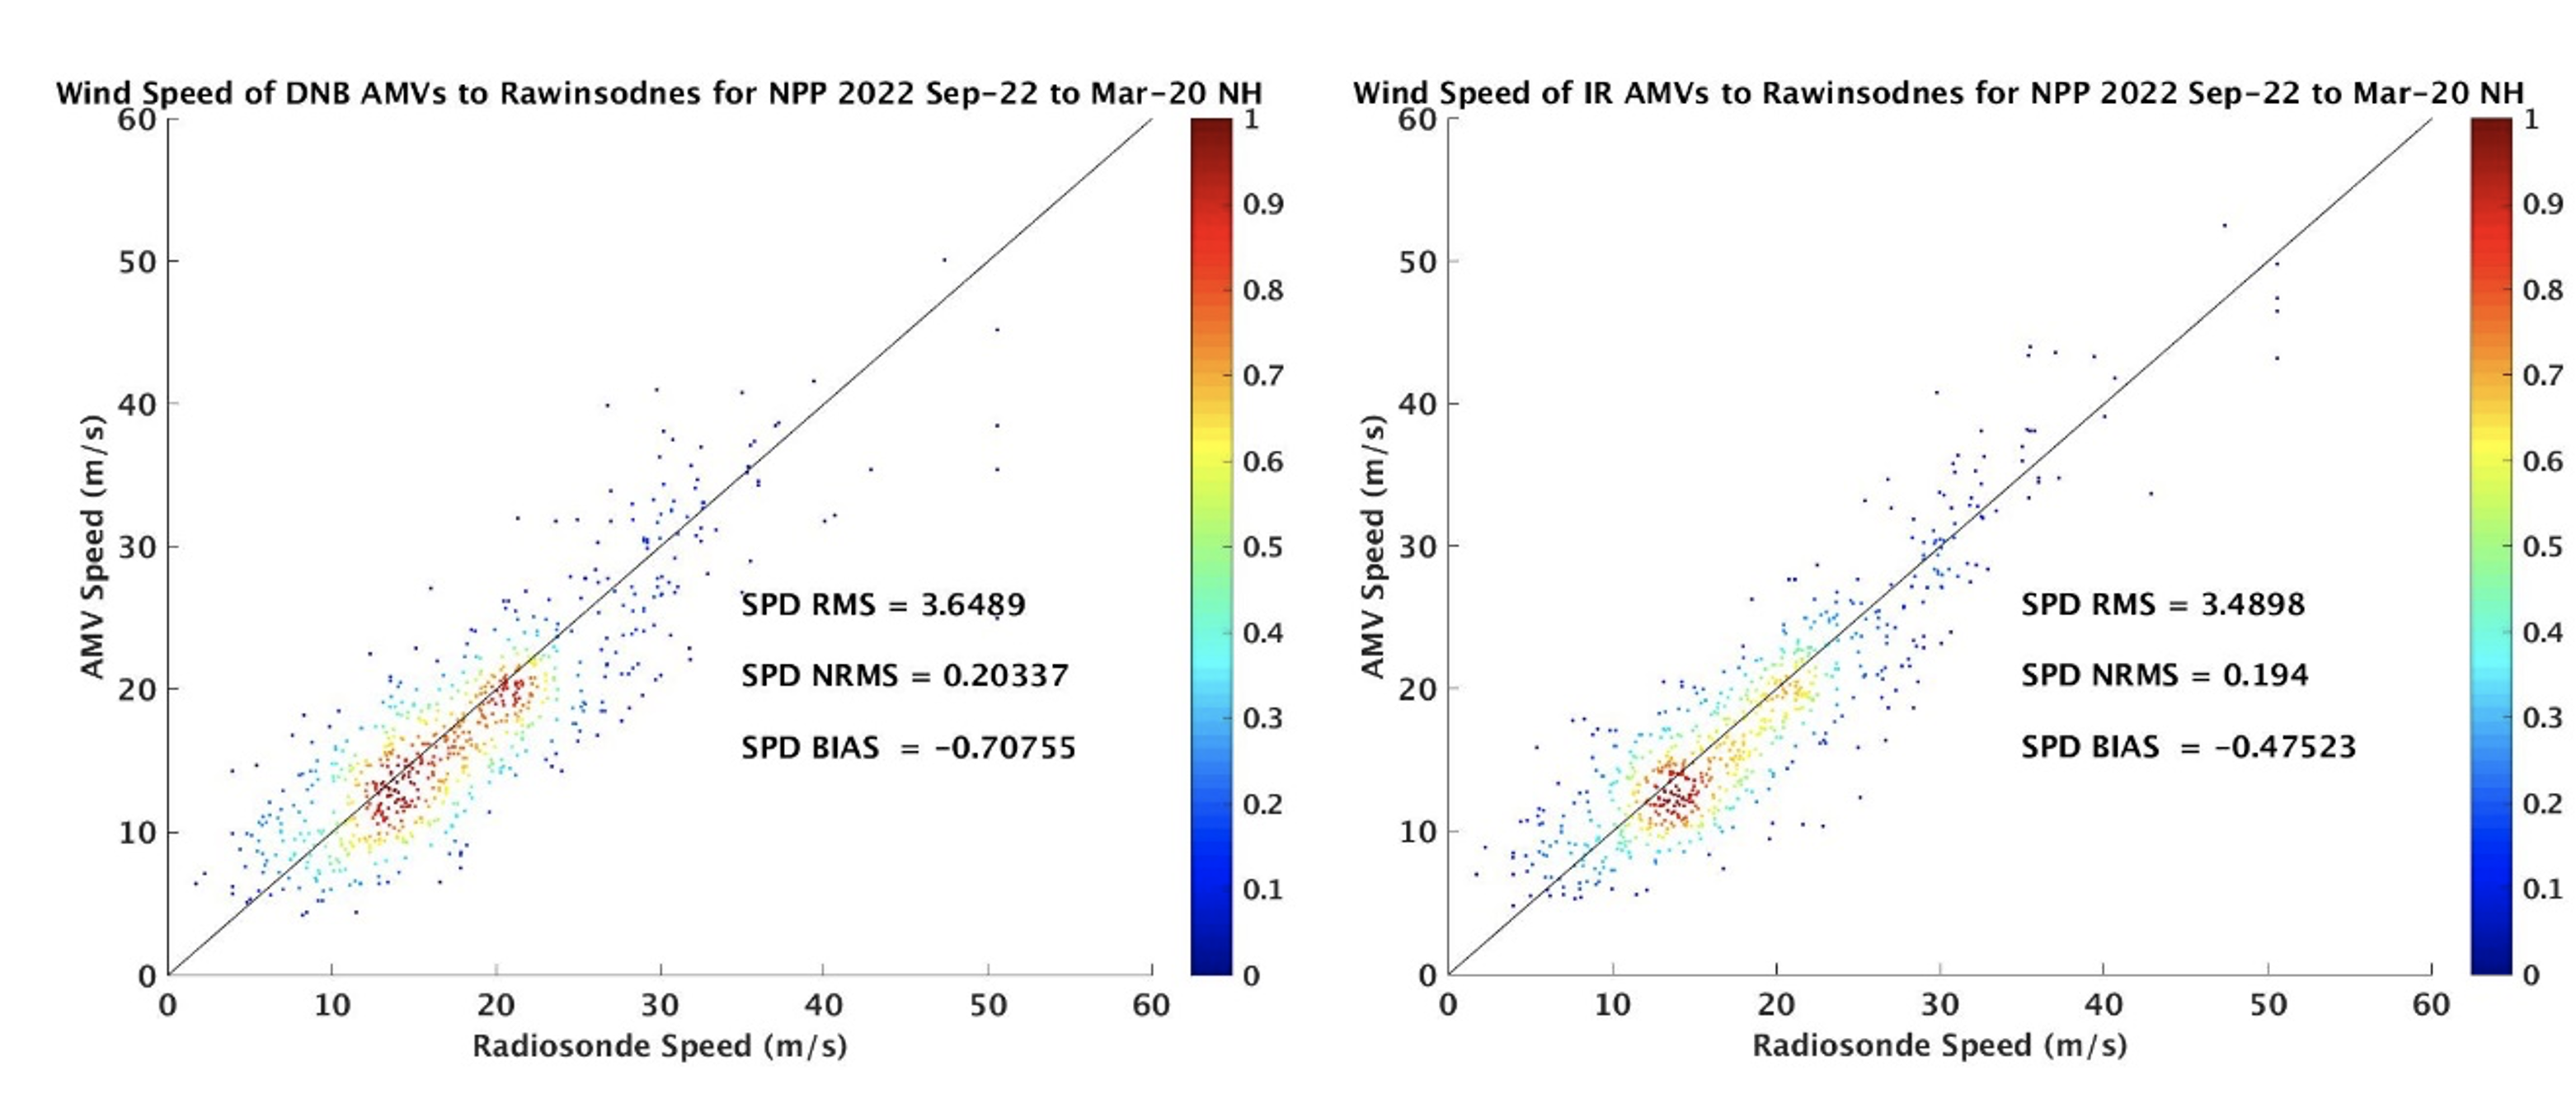 Wind Speed of DNB AMVs to Rawinsodnes for NPP 2022 Sep-22 to Mar-20 NH
60
50
40
30
20
10
0
AMV Speed (m/s)
SPD RMS = 3.6489
SPD NRMS = 0.20337
SPD BIAS = -0.70755
0 10 20 30 40 50 60
Radiosonde Speed (m/s)
1
0.9
0.8
0.7
0.6
0.5
0.4
0.3
0.2
0.1
0
Wind Speed of IR AMVs to Rawinsodnes for NPP 2022 Sep-22 to Mar-20 NH
60
50
40
30
20
10
0
AMV Speed (m/s)
SPD RMS = 3.4898
SPD NRMS = 0.194
SPD BIAS = -0.47523
0 10 20 30 40 50 60
Radiosonde Speed (m/s)
1
0.9
0.8
0.7
0.6
0.5
0.4
0.3
0.2
0.1
0